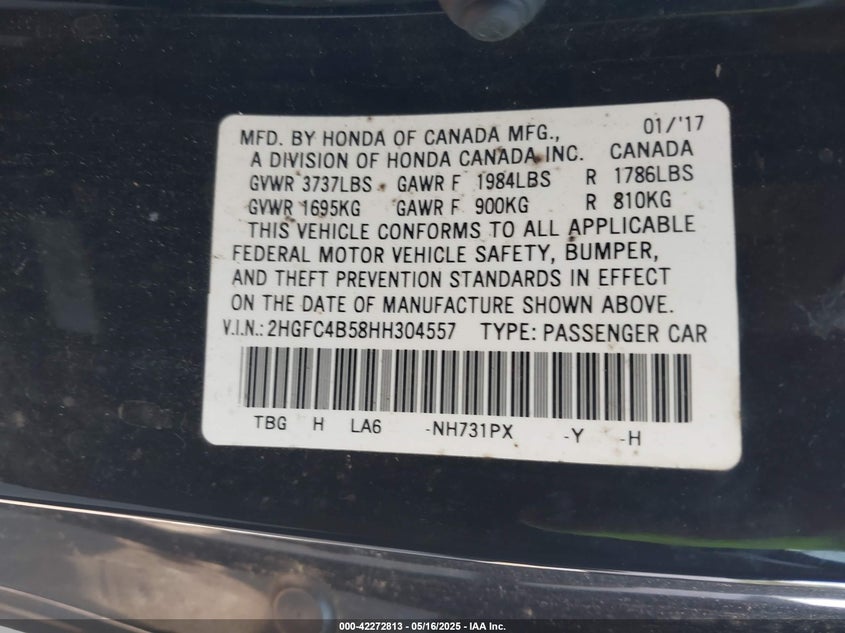 MFD. BY HONDA OF CANADA MFG., 01/'17
A DIVISION OF HONDA CANADA INC. CANADA
GVWR 3737LBS GAWR F 1984LBS R 1786LBS
GVWR 1695KG GAWR F 900KG R 810KG
THIS VEHICLE CONFORMS TO ALL APPLICABLE
FEDERAL MOTOR VEHICLE SAFETY, BUMPER,
AND THEFT PREVENTION STANDARDS IN EFFECT
ON THE DATE OF MANUFACTURE SHOWN ABOVE.
V.I.N.: 2HGFC4B58HH304557 TYPE: PASSENGER CAR
TBG H LA6 -NH731PX -Y -H
000-42272813 - 05/16/2025 - IAA Inc.